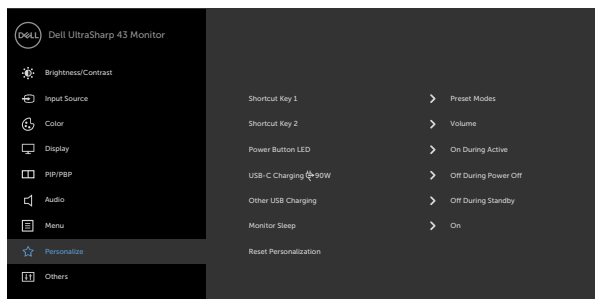 DELL Dell UltraSharp 43 Monitor
Brightness/Contrast
Input Source
Shortcut Key 1 Preset Modes
Color
Shortcut Key 2 Volume
Display
Power Button LED On During Active
PIP/PBP
USB-C Charging 90W Off During Power Off
Audio
Other USB Charging Off During Standby
Menu
Monitor Sleep On
Personalize
Reset Personalization
Others